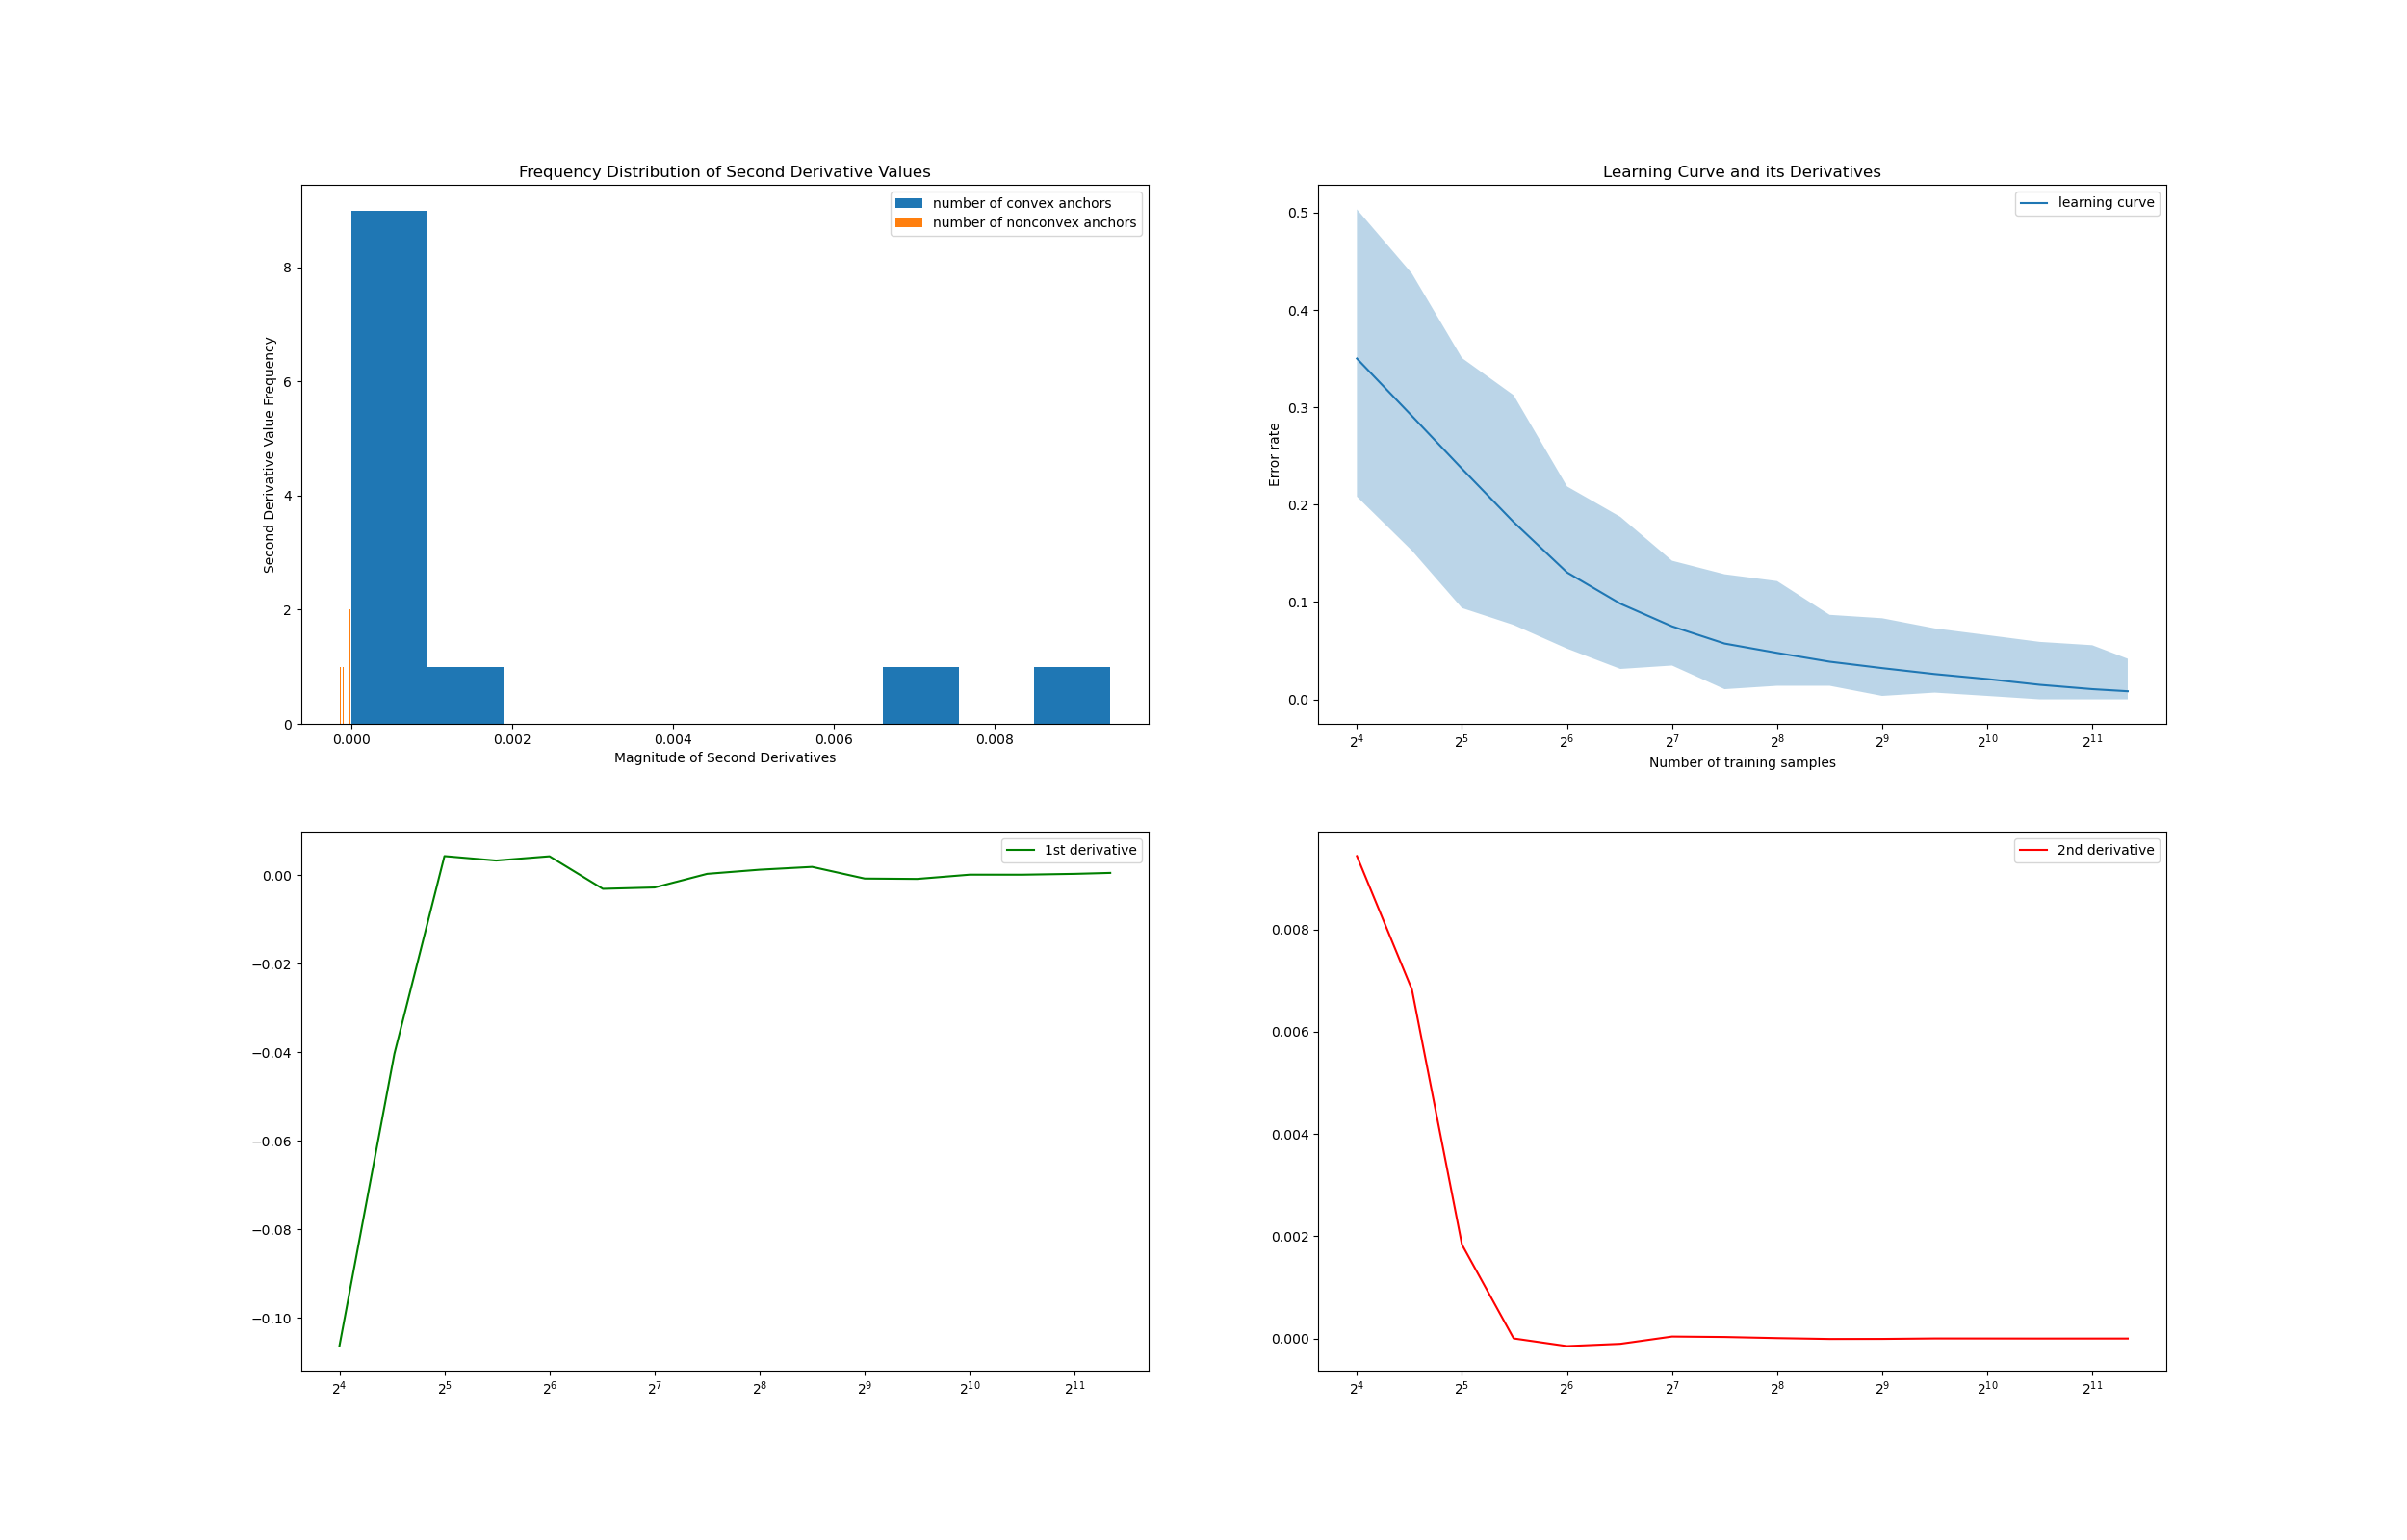 Frequency Distribution of Second Derivative Values
number of convex anchors
number of nonconvex anchors
Second Derivative Value Frequency
8
6
4
2
0
0.000 0.002 0.004 0.006 0.008
Magnitude of Second Derivatives
Learning Curve and its Derivatives
learning curve
Error rate
0.5
0.4
0.3
0.2
0.1
0.0
2⁴ 2⁵ 2⁶ 2⁷ 2⁸ 2⁹ 2¹⁰ 2¹¹
Number of training samples
1st derivative
0.00
−0.02
−0.04
−0.06
−0.08
−0.10
2⁴ 2⁵ 2⁶ 2⁷ 2⁸ 2⁹ 2¹⁰ 2¹¹
2nd derivative
0.008
0.006
0.004
0.002
0.000
2⁴ 2⁵ 2⁶ 2⁷ 2⁸ 2⁹ 2¹⁰ 2¹¹